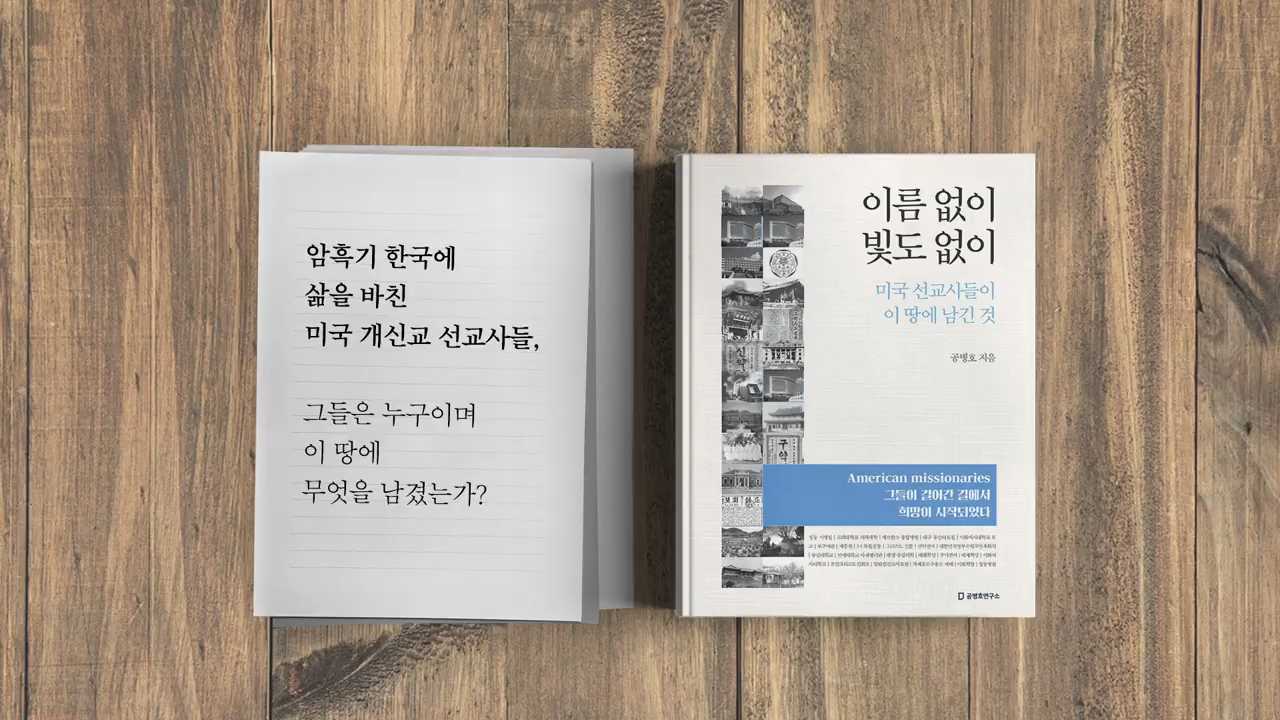 암흑기 한국에
삶을 바친
미국 개신교 선교사들,
그들은 누구이며
이 땅에
무엇을 남겼는가?
이름 없이
빛도 없이
미국 선교사들이
이 땅에 남긴 것
공병호 지음
신약
구약
American missionaries
그들이 걸어간 길에서
희망이 시작되었다
공병호연구소